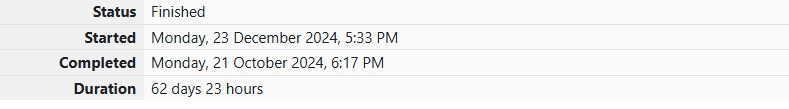 Status Finished
Started Monday, 23 December 2024, 5:33 PM
Completed Monday, 21 October 2024, 6:17 PM
Duration 62 days 23 hours